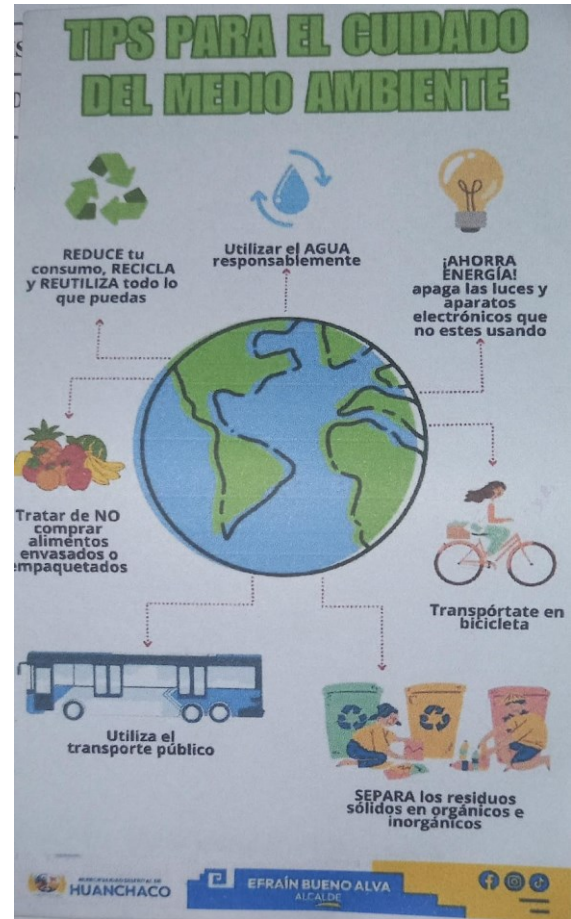 TIPS PARA EL CUIDADO
DEL MEDIO AMBIENTE
REDUCE tu
consumo, RECICLA
y REUTILIZA todo lo
que puedas
Utilizar el AGUA
responsablemente
¡AHORRA
ENERGÍA!
apaga las luces y
aparatos
electrónicos que
no estes usando
Tratar de NO
comprar
alimentos
envasados o
empaquetados
Transpórtate en
bicicleta
Utiliza el
transporte público
SEPARA los residuos
sólidos en orgánicos e
inorgánicos
MUNICIPALIDAD DISTRITAL DE
HUANCHACO
EFRAÍN BUENO ALVA
ALCALDE